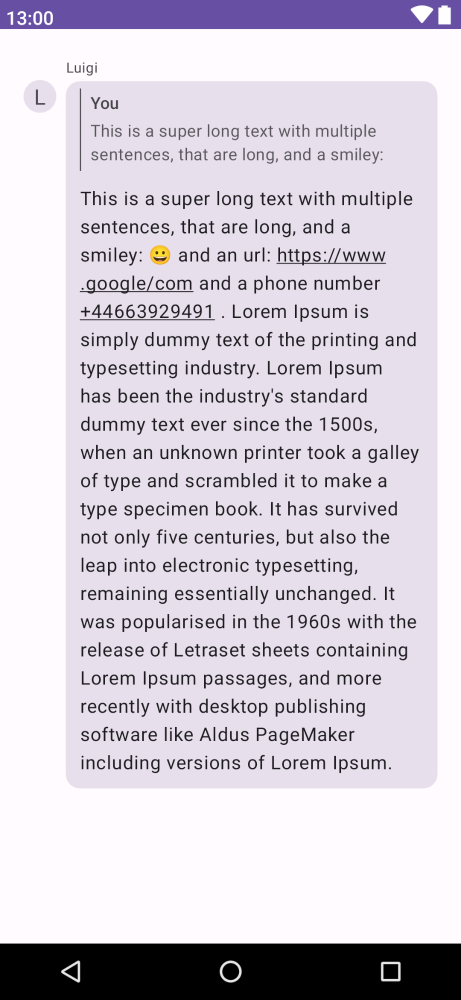 13:00
Luigi
L
You
This is a super long text with multiple
sentences, that are long, and a smiley:
This is a super long text with multiple
sentences, that are long, and a
smiley: 😀 and an url: https://www
.google/com and a phone number
+44663929491 . Lorem Ipsum is
simply dummy text of the printing and
typesetting industry. Lorem Ipsum
has been the industry's standard
dummy text ever since the 1500s,
when an unknown printer took a galley
of type and scrambled it to make a
type specimen book. It has survived
not only five centuries, but also the
leap into electronic typesetting,
remaining essentially unchanged. It
was popularised in the 1960s with the
release of Letraset sheets containing
Lorem Ipsum passages, and more
recently with desktop publishing
software like Aldus PageMaker
including versions of Lorem Ipsum.